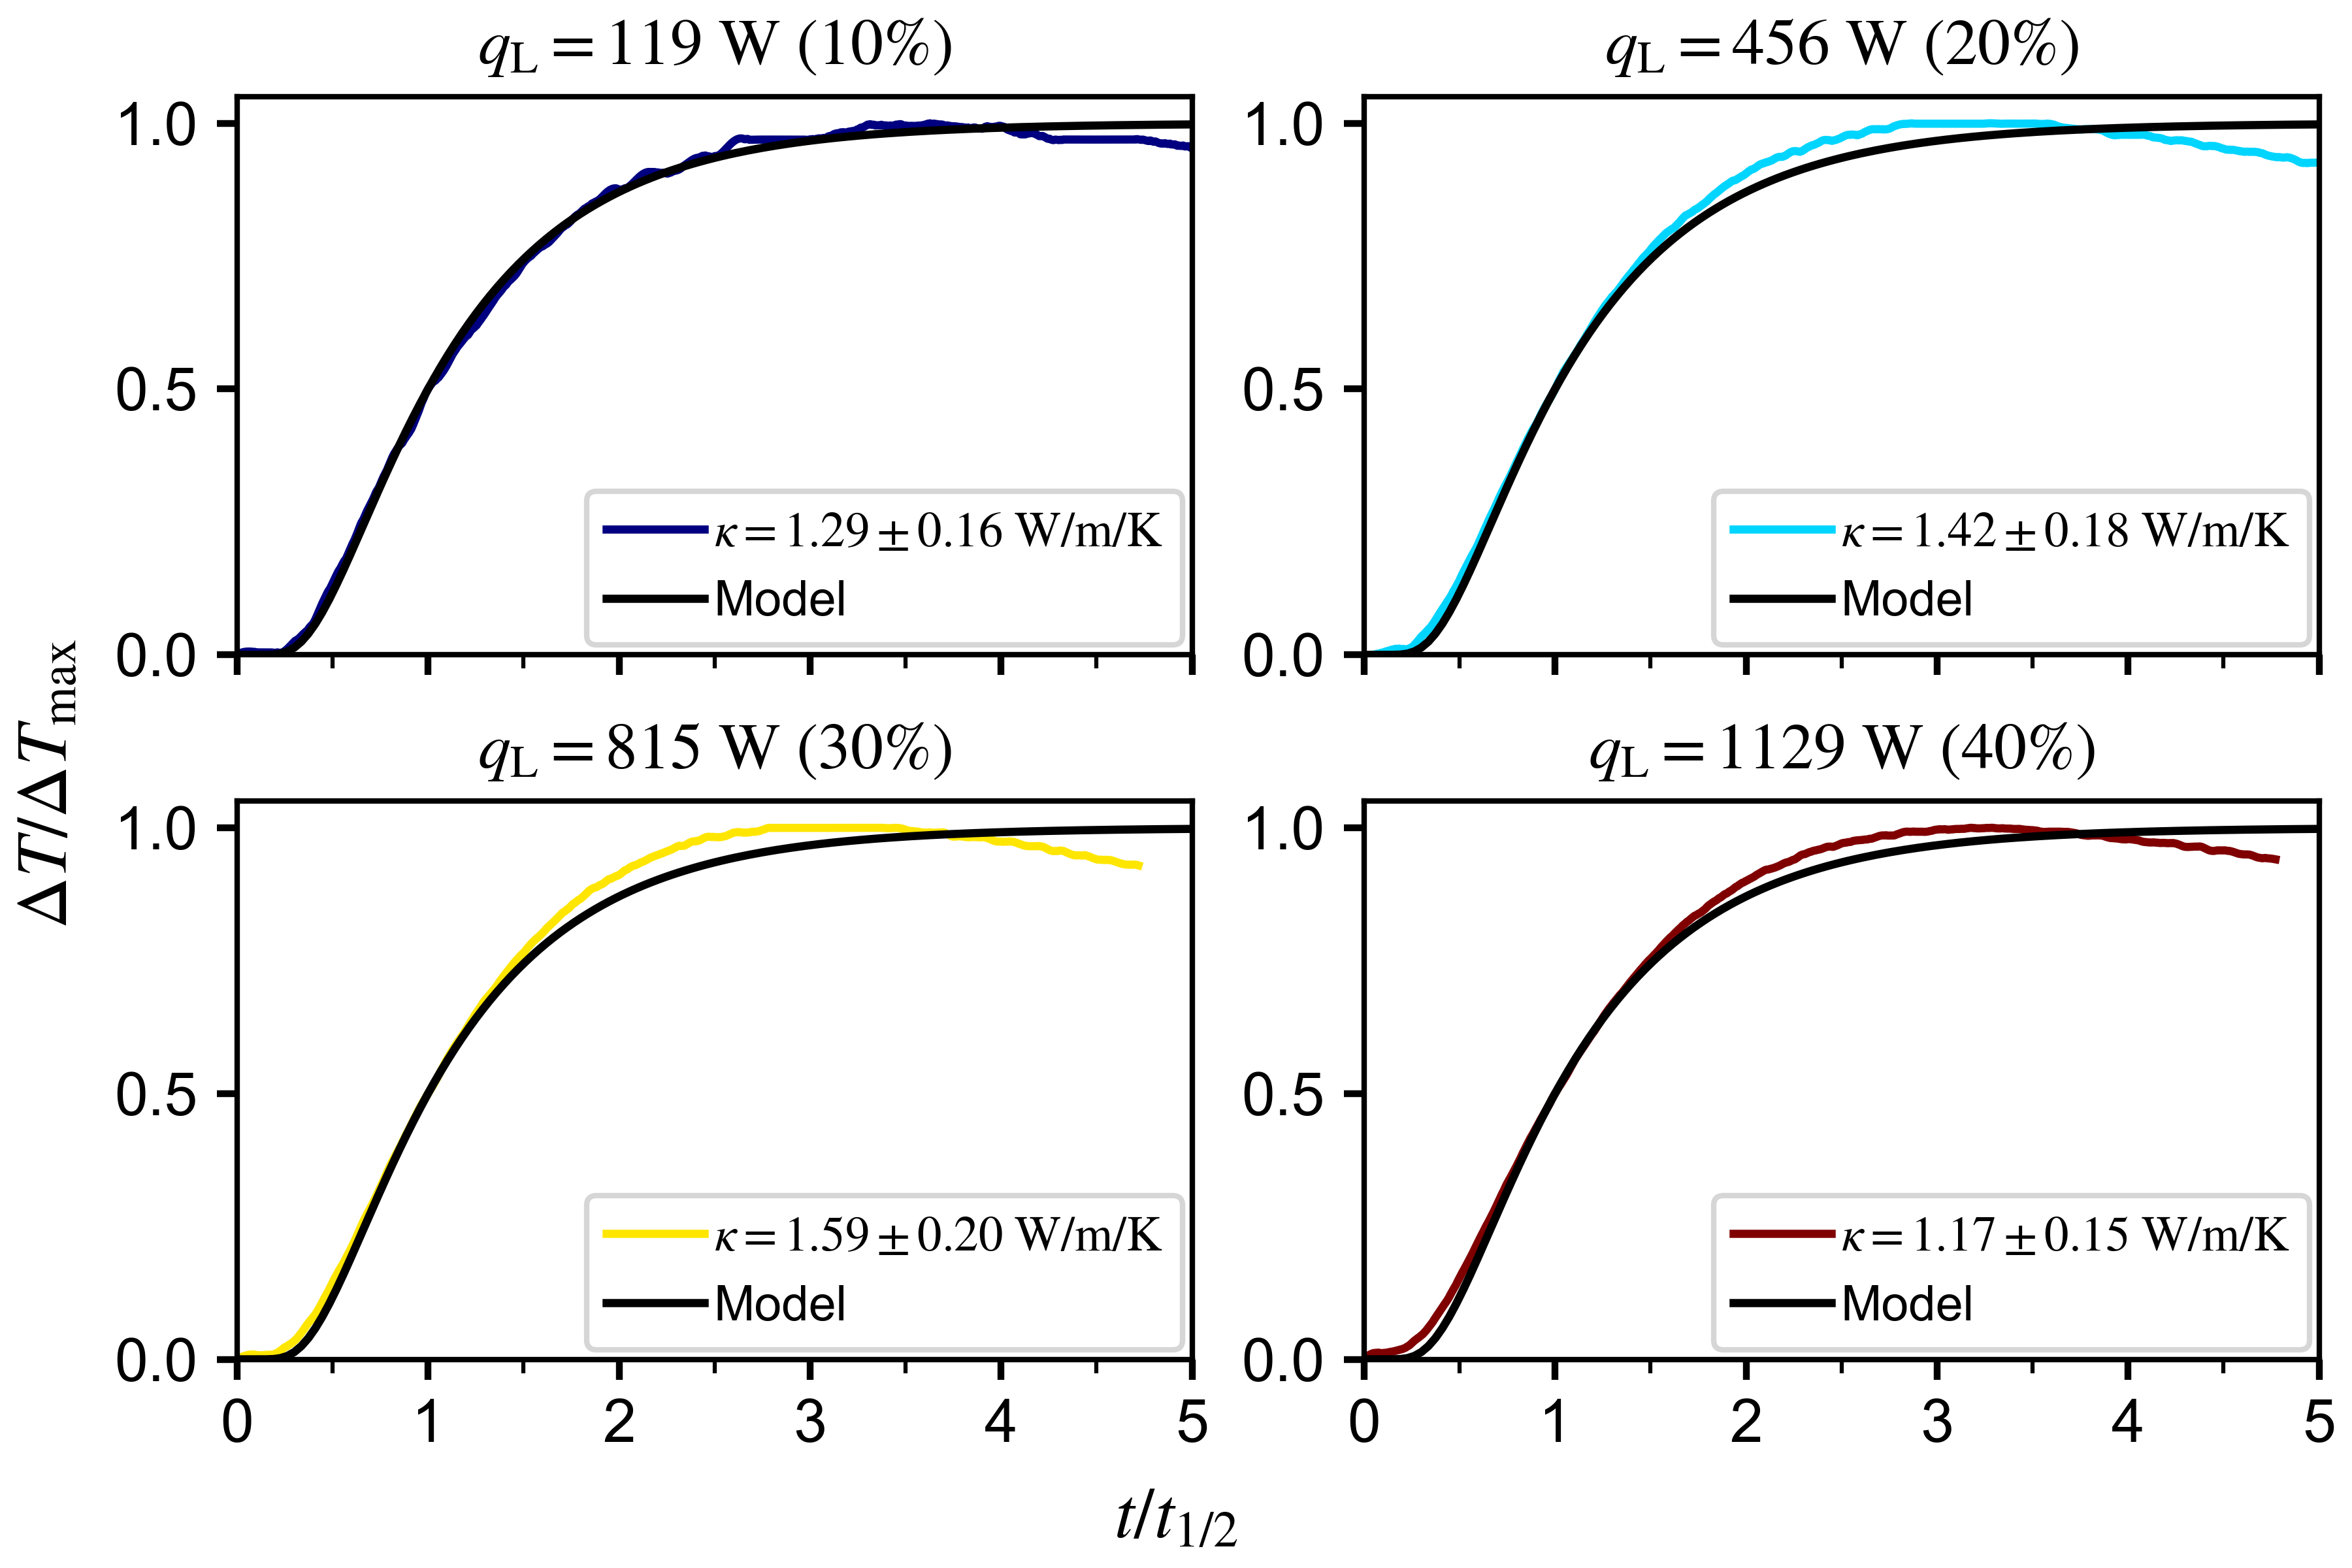 q_L = 119 W (10%)
1.0
0.5
0.0
κ = 1.29 ± 0.16 W/m/K
Model
q_L = 456 W (20%)
1.0
0.5
0.0
κ = 1.42 ± 0.18 W/m/K
Model
ΔT/ΔT_max
q_L = 815 W (30%)
1.0
0.5
0.0
κ = 1.59 ± 0.20 W/m/K
Model
0 1 2 3 4 5
q_L = 1129 W (40%)
1.0
0.5
0.0
κ = 1.17 ± 0.15 W/m/K
Model
0 1 2 3 4 5
t/t_1/2